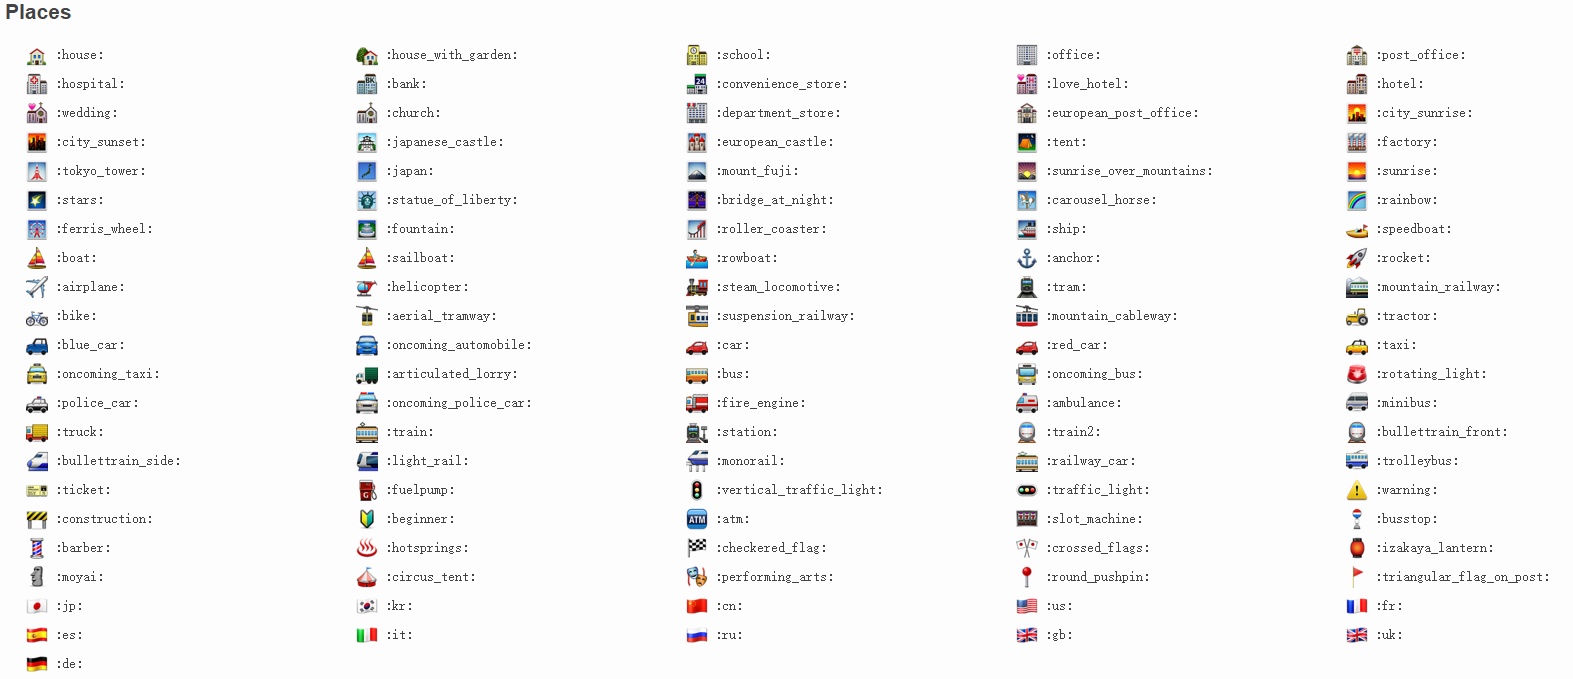 Places
:house: :house_with_garden: :school: :office: :post_office:
:hospital: :bank: :convenience_store: :love_hotel: :hotel:
:wedding: :church: :department_store: :european_post_office: :city_sunrise:
:city_sunset: :japanese_castle: :european_castle: :tent: :factory:
:tokyo_tower: :japan: :mount_fuji: :sunrise_over_mountains: :sunrise:
:stars: :statue_of_liberty: :bridge_at_night: :carousel_horse: :rainbow:
:ferris_wheel: :fountain: :roller_coaster: :ship: :speedboat:
:boat: :sailboat: :rowboat: :anchor: :rocket:
:airplane: :helicopter: :steam_locomotive: :tram: :mountain_railway:
:bike: :aerial_tramway: :suspension_railway: :mountain_cableway: :tractor:
:blue_car: :oncoming_automobile: :car: :red_car: :taxi:
:oncoming_taxi: :articulated_lorry: :bus: :oncoming_bus: :rotating_light:
:police_car: :oncoming_police_car: :fire_engine: :ambulance: :minibus:
:truck: :train: :station: :train2: :bullettrain_front:
:bullettrain_side: :light_rail: :monorail: :railway_car: :trolleybus:
:ticket: :fuelpump: :vertical_traffic_light: :traffic_light: :warning:
:construction: :beginner: ATM :atm: :slot_machine: :busstop:
:barber: :hotsprings: :checkered_flag: :crossed_flags: :izakaya_lantern:
:moyai: :circus_tent: :performing_arts: :round_pushpin: :triangular_flag_on_post:
:jp: :kr: :cn: :us: :fr:
:es: :it: :ru: :gb: :uk:
:de: